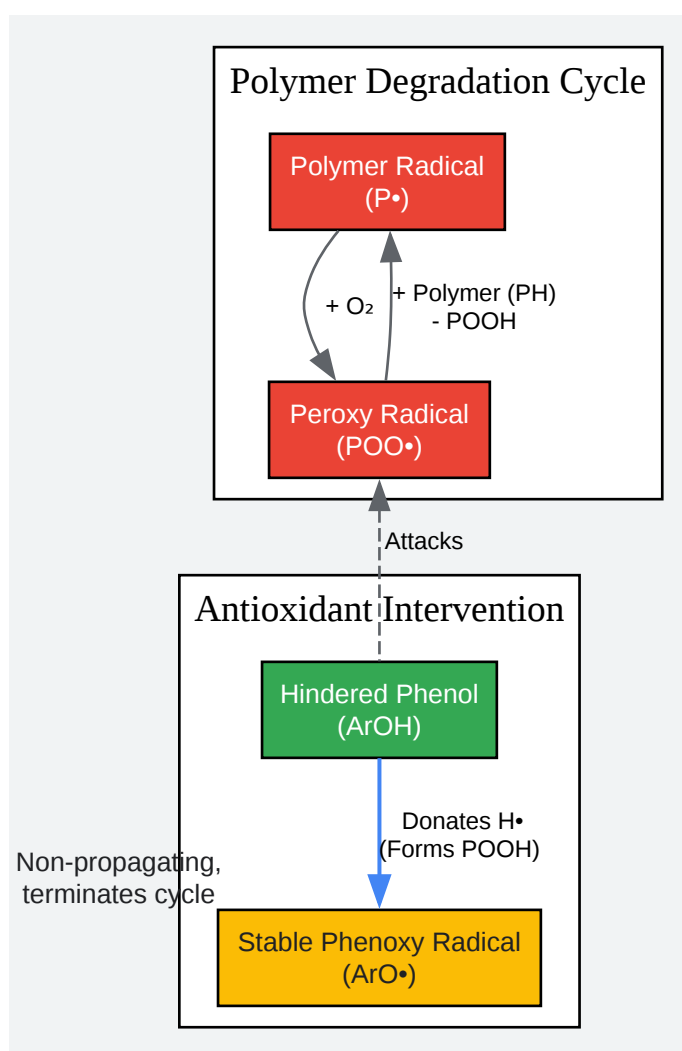 Polymer Degradation Cycle
Polymer Radical
(P•)
+ O₂
+ Polymer (PH)
- POOH
Peroxy Radical
(POO•)
Attacks
Antioxidant Intervention
Hindered Phenol
(ArOH)
Donates H•
(Forms POOH)
Non-propagating,
terminates cycle
Stable Phenoxy Radical
(ArO•)